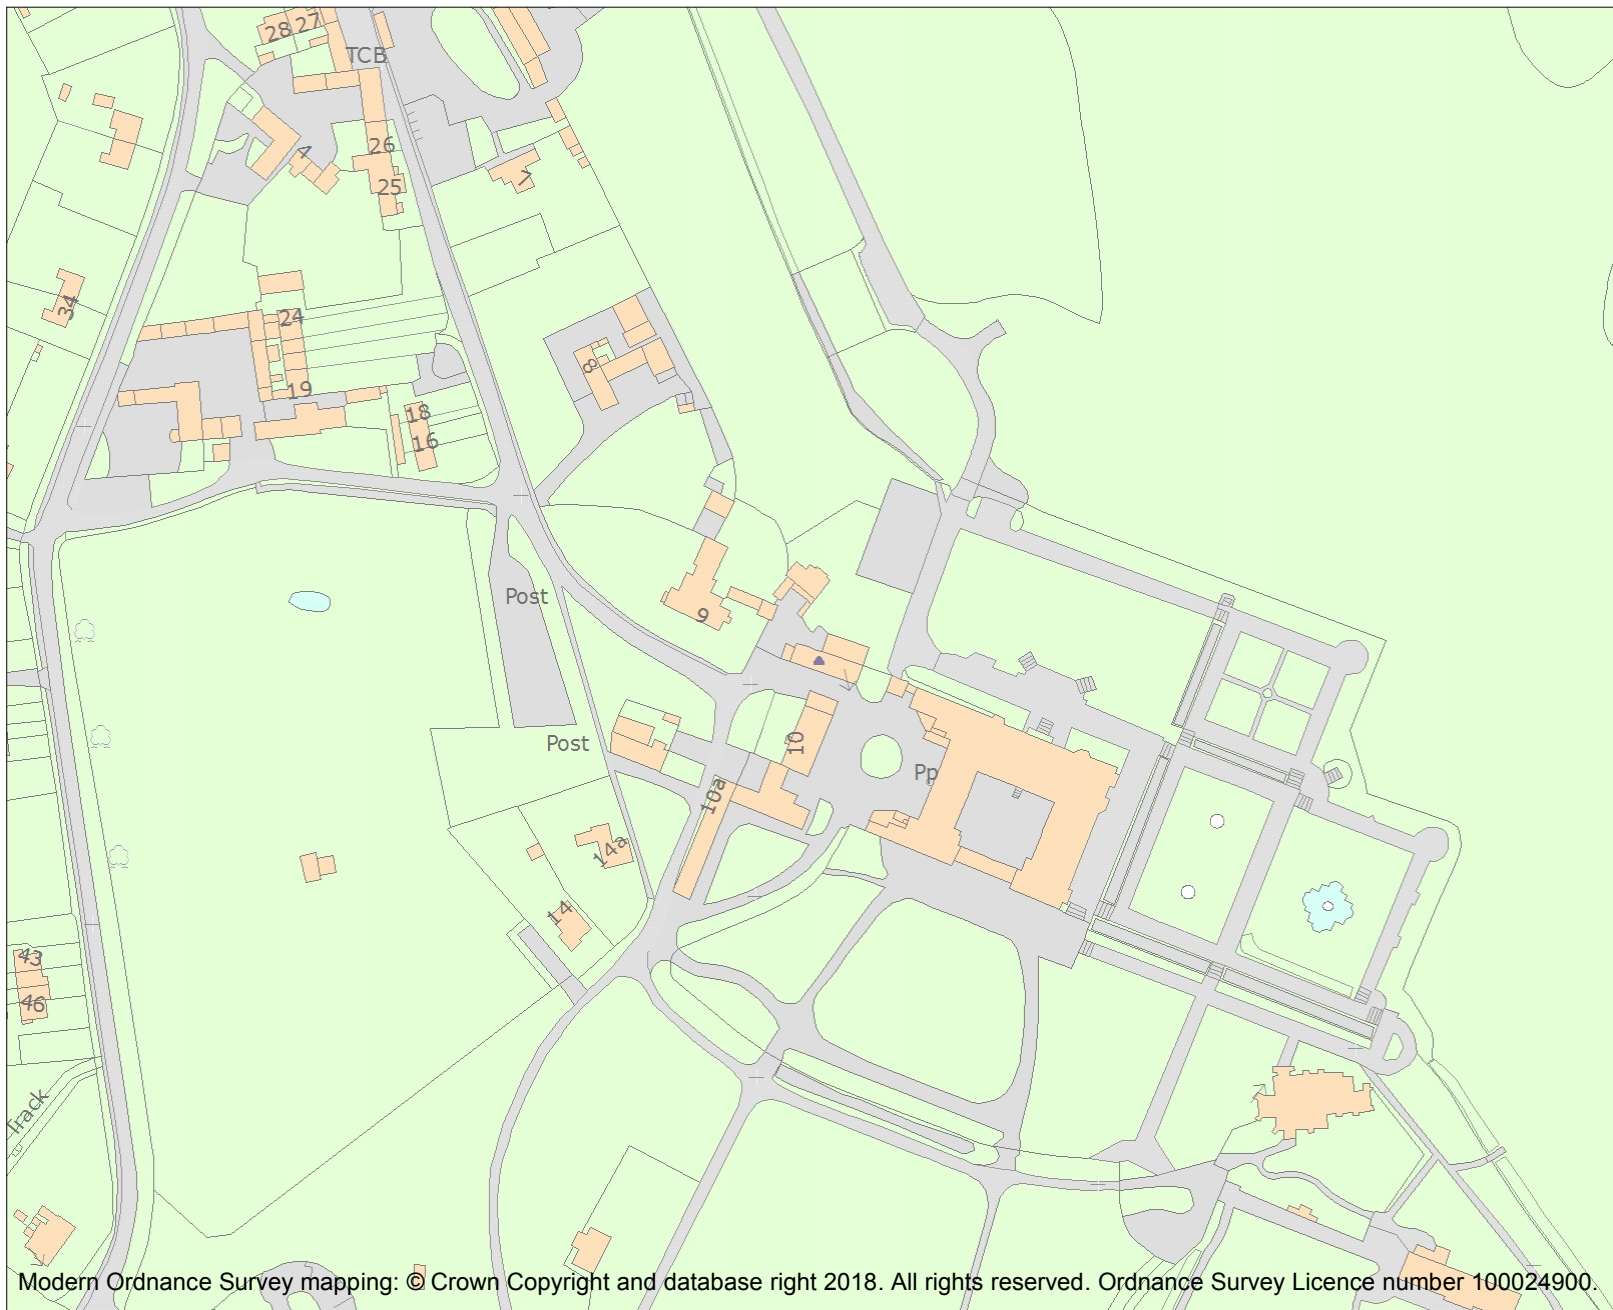 28 27
TCB
4
26
25
7
34
24
8
19
18
16
Post
9
Post
10
Pp
10a
14a
14
43
46
Track
Modern Ordnance Survey mapping: © Crown Copyright and database right 2018. All rights reserved. Ordnance Survey Licence number 100024900.